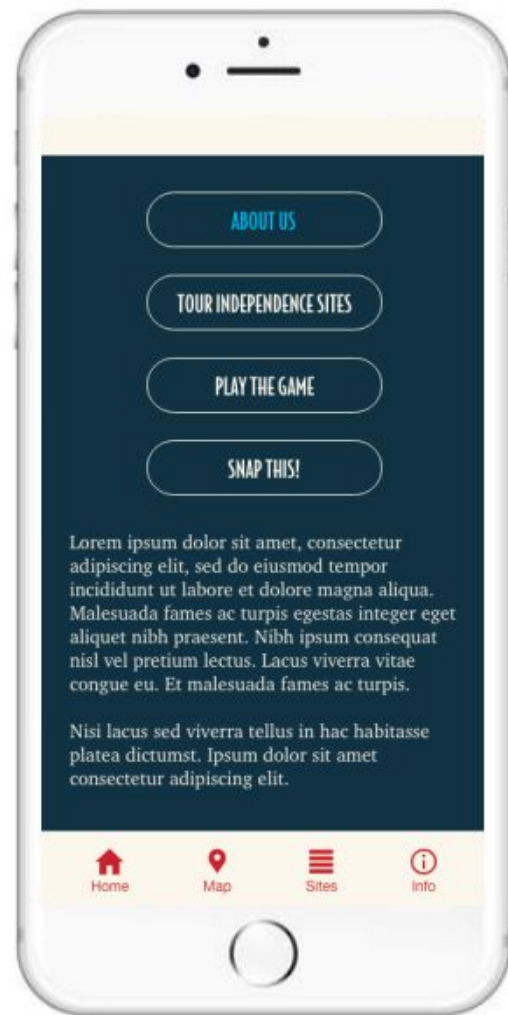 ABOUT US
TOUR INDEPENDENCE SITES
PLAY THE GAME
SNAP THIS!
Lorem ipsum dolor sit amet, consectetur
adipiscing elit, sed do eiusmod tempor
incididunt ut labore et dolore magna aliqua.
Malesuada fames ac turpis egestas integer eget
aliquet nibh praesent. Nibh ipsum consequat
nisl vel pretium lectus. Lacus viverra vitae
congue eu. Et malesuada fames ac turpis.
Nisi lacus sed viverra tellus in hac habitasse
platea dictumst. Ipsum dolor sit amet
consectetur adipiscing elit.
Home Map Sites Info